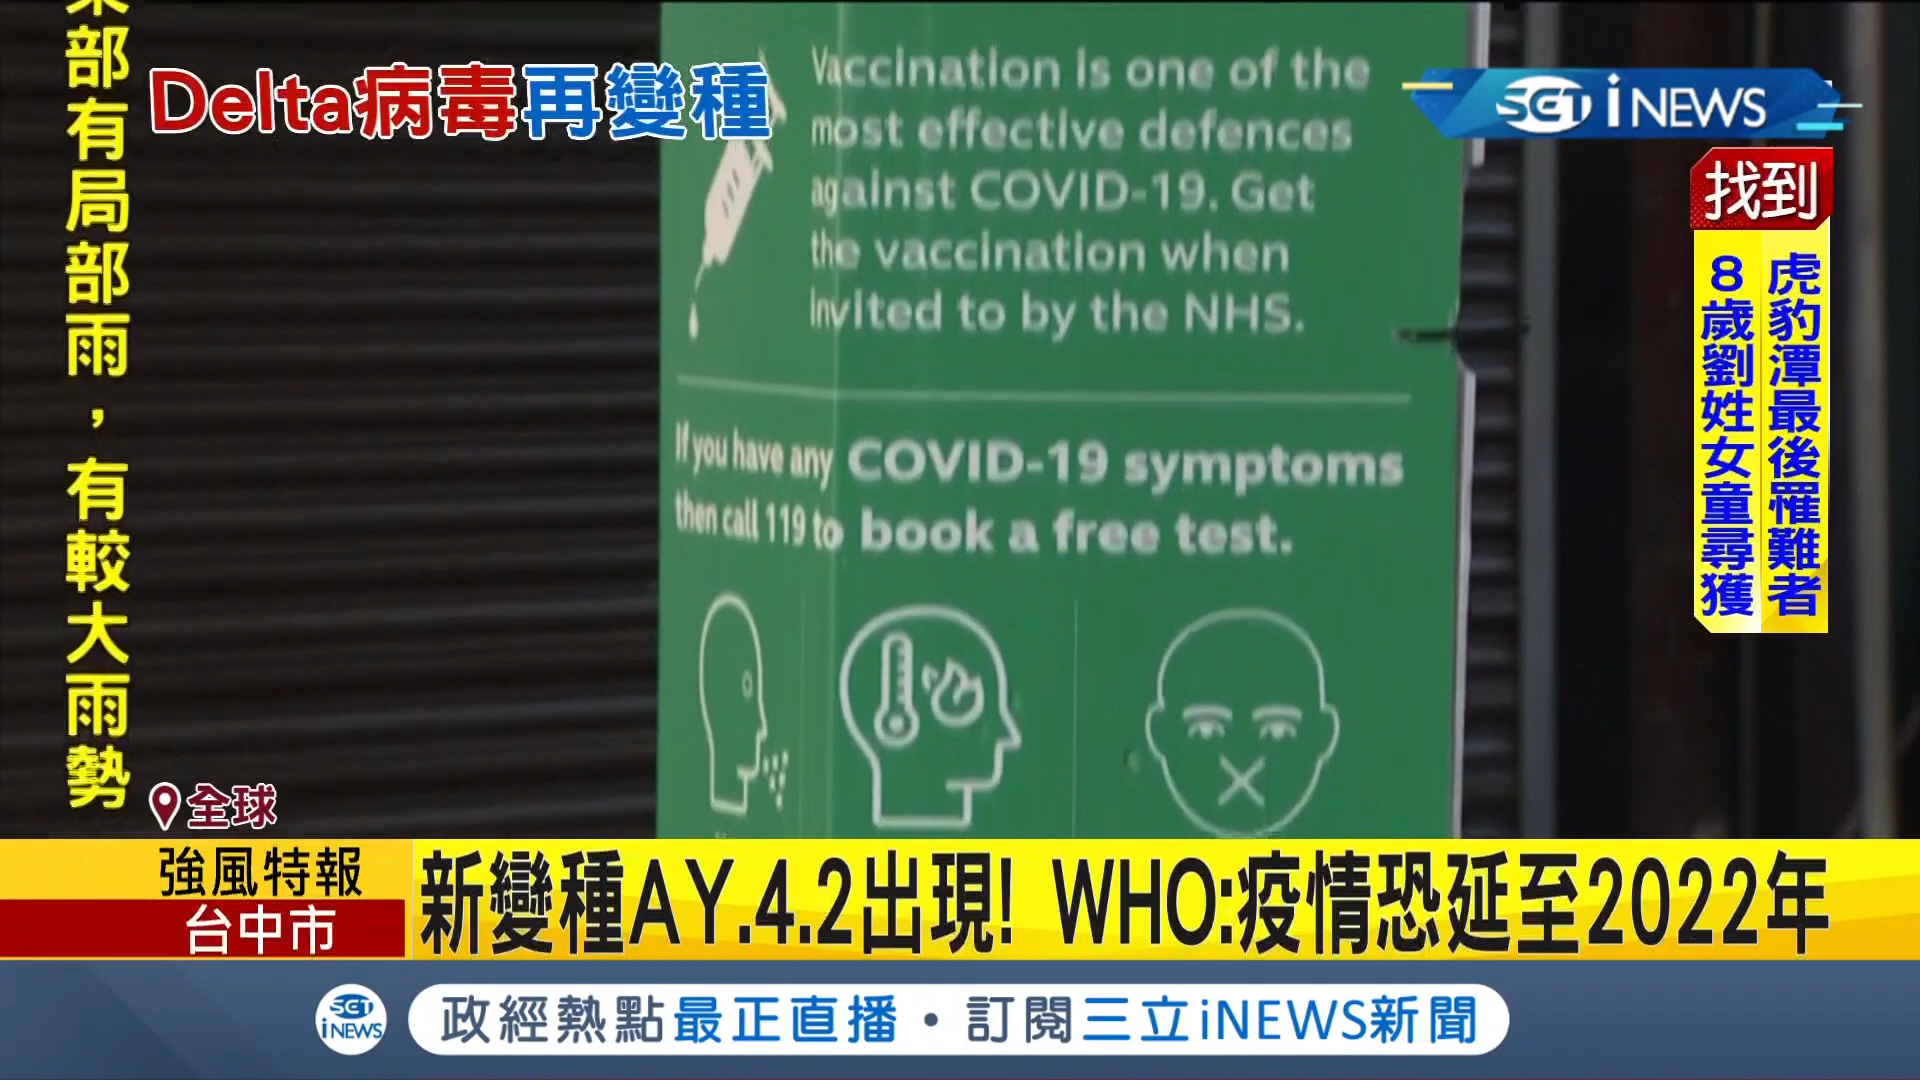 部有局部雨，有較大雨勢
Delta病毒再變種
Vaccination is one of the
most effective defences
against COVID-19. Get
the vaccination when
invited to by the NHS.
If you have any COVID-19 symptoms
then call 119 to book a free test.
SET iNEWS
找到
虎豹潭最後罹難者
8歲劉姓女童尋獲
全球
強風特報
台中市
新變種AY.4.2出現! WHO:疫情恐延至2022年
SET iNEWS
政經熱點最正直播・訂閱三立iNEWS新聞